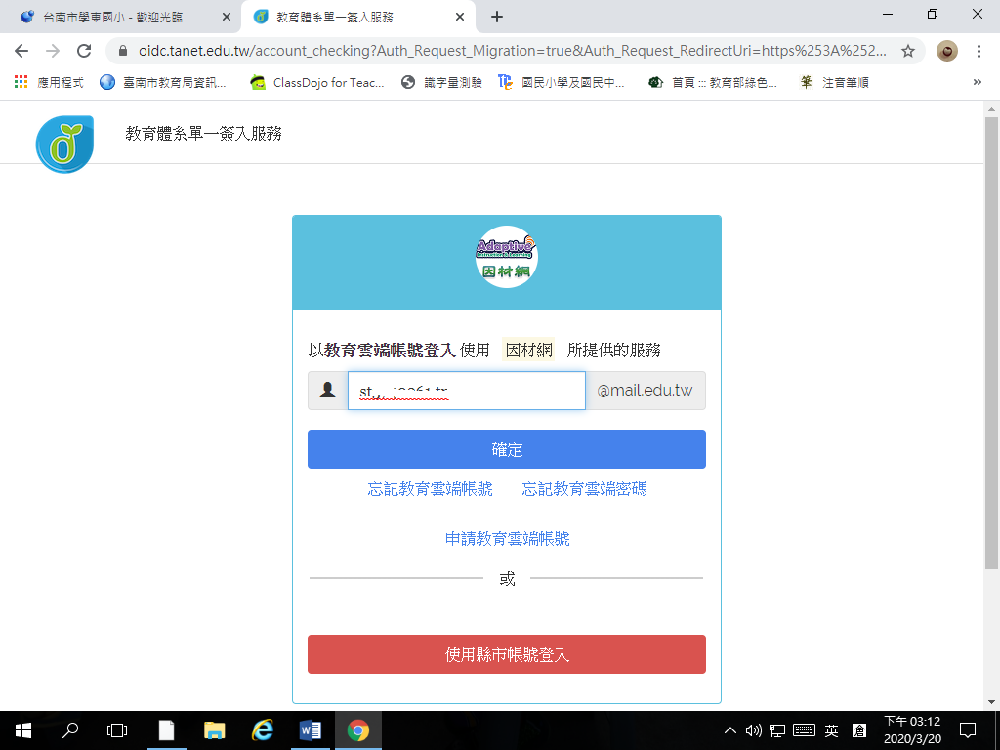 台南市學東國小 - 歡迎光臨
教育體系單一簽入服務
oidc.tanet.edu.tw/account_checking?Auth_Request_Migration=true&Auth_Request_RedirectUri=https%253A%252...
應用程式
臺南市教育局資訊...
ClassDojo for Teac...
識字量測驗
國民小學及國民中...
首頁 ::: 教育部綠色...
筆 注音筆順
»
教育體系單一簽入服務
Adaptive
Instruction & Learning
因材網
以教育雲端帳號登入 使用 因材網 所提供的服務
@mail.edu.tw
確定
忘記教育雲端帳號 忘記教育雲端密碼
申請教育雲端帳號
或
使用縣市帳號登入
英
倉
下午 03:12
2020/3/20